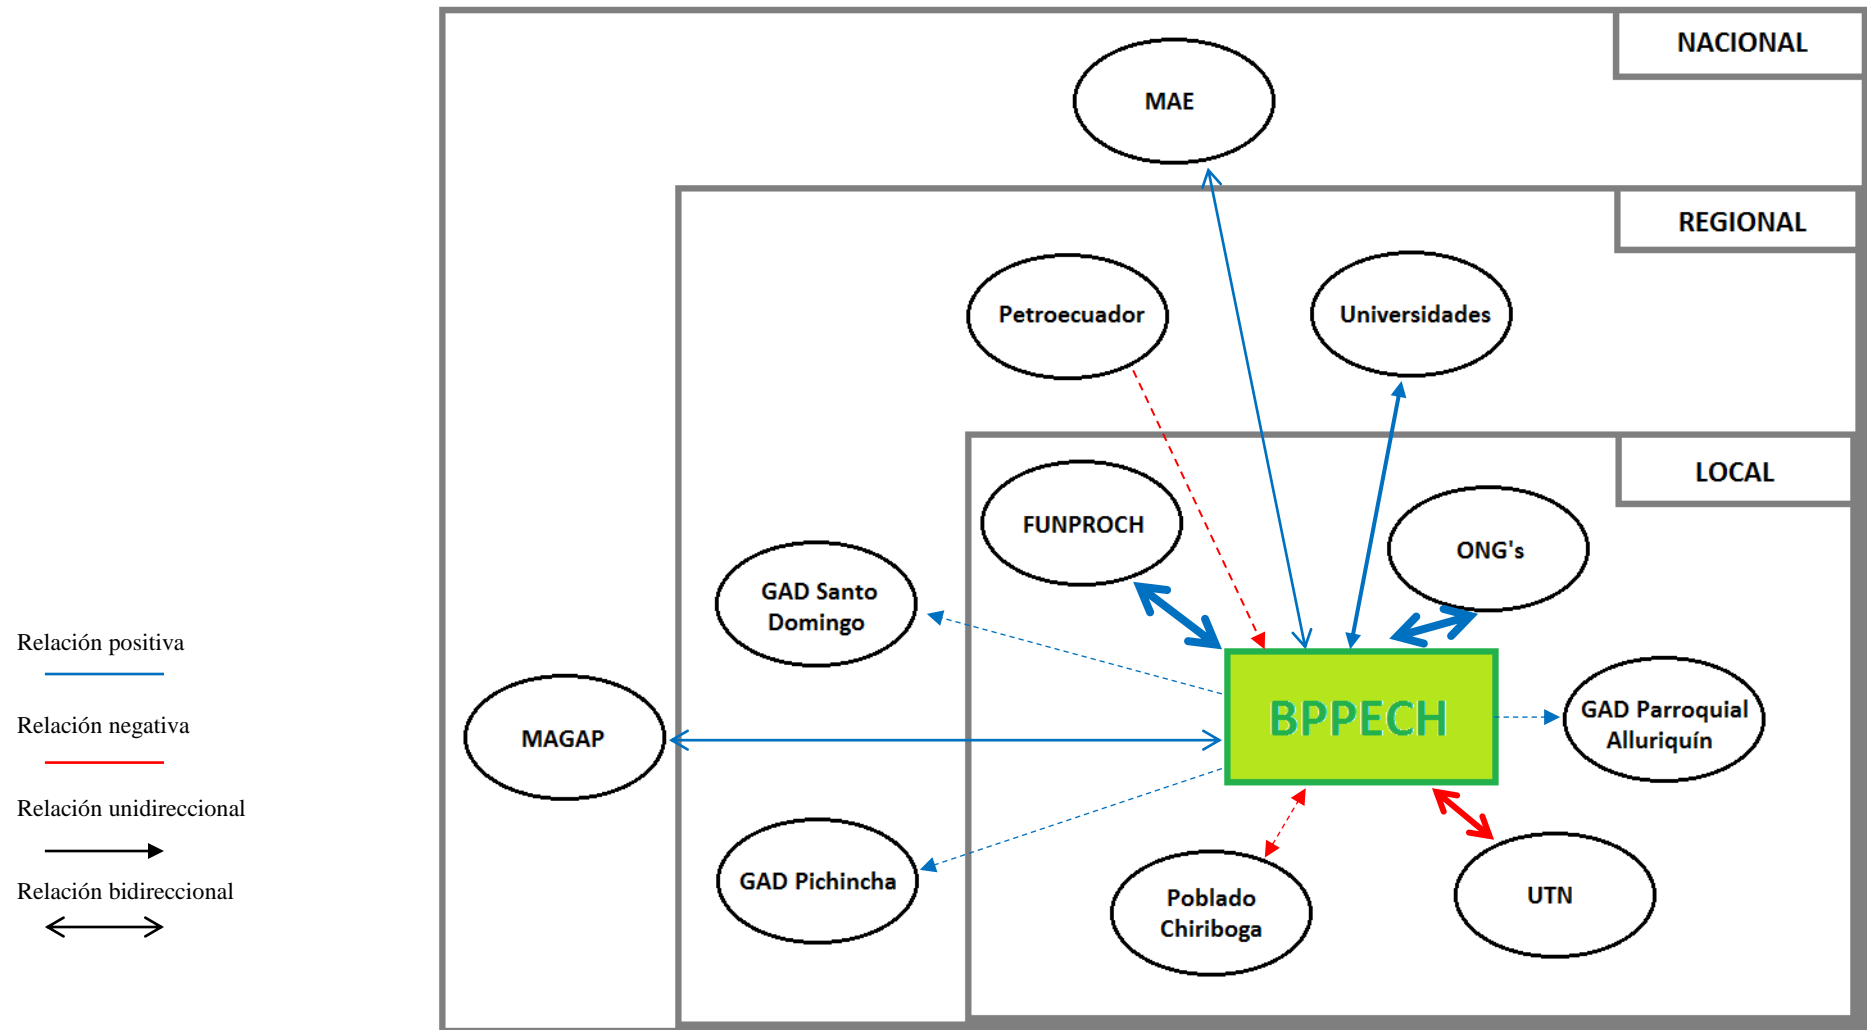 NACIONAL
MAE
REGIONAL
Petroecuador
Universidades
LOCAL
FUNPROCH
ONG's
GAD Santo
Domingo
Relación positiva
MAGAP
BPPECH
GAD Parroquial
Alluriquín
Relación negativa
Relación unidireccional
GAD Pichincha
Poblado
Chiriboga
UTN
Relación bidireccional